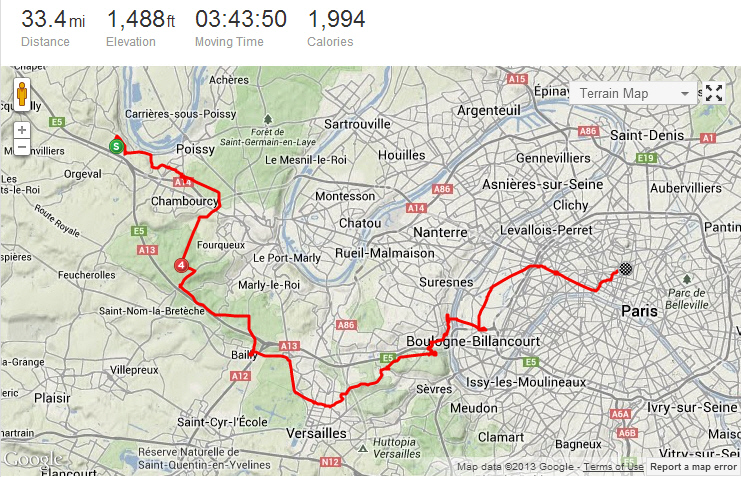 33.4 mi 1,488 ft 03:43:50 1,994
Distance Elevation Moving Time Calories
Achères
A15
Épinay
Terrain Map
Carrières-sous-Poissy
Sartrouville
Argenteuil
E5
A86
Saint-Denis
A1
Forêt de
Saint-Germain-en-Laye
S
Poissy
Le Mesnil-le-Roi
Houilles
Gennevilliers
E19
Orgeval
A14
Asnières-sur-Seine
Aubervilliers
Chambourcy
Montesson
A86
Clichy
A14
Route Royale
Chatou
Nanterre
Levallois-Perret
Pantin
E5
A13
Fourqueux
Le Port-Marly
Rueil-Malmaison
4
Feucherolles
Marly-le-Roi
Suresnes
Parc de
Belleville
Saint-Nom-la-Bretèche
Paris
A86
A13
Boulogne-Billancourt
Bailly
E5
E5
Villepreux
A12
Issy-les-Moulineaux
Sèvres
Plaisir
Meudon
Ivry-sur-Seine
A6A
Saint-Cyr-l'École
Versailles
Clamart
A6B
Huttopia
Versailles
Bagneux
Vitry-sur-Seine
Réserve Naturelle de
Saint-Quentin-en-Yvelines
Google
Élancourt
Map data ©2013 Google - Terms of Use
Report a map error